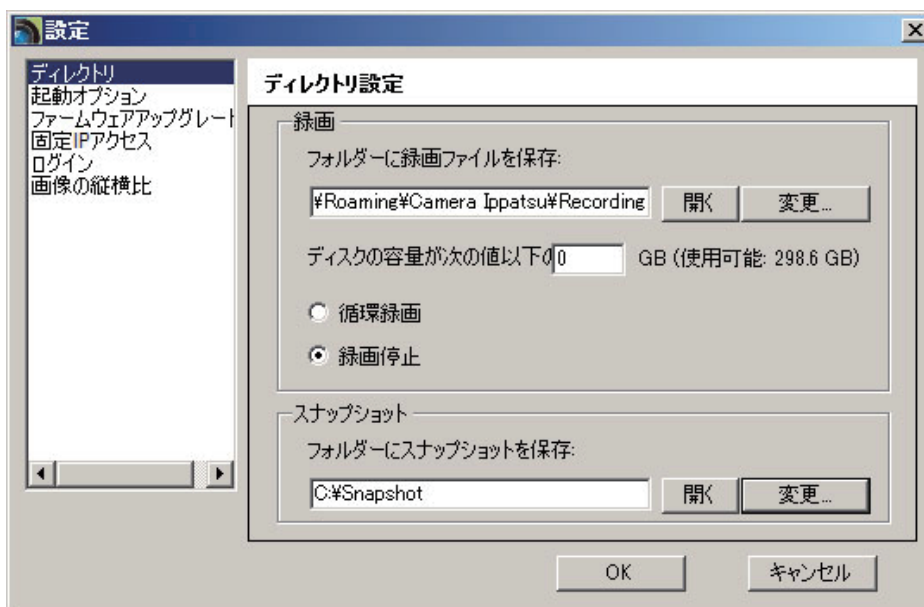 設定
ディレクトリ
起動オプション
ファームウェアアップグレート
固定IPアクセス
ログイン
画像の縦横比
ディレクトリ設定
録画
フォルダーに録画ファイルを保存:
¥Roaming¥Camera Ippatsu¥Recording 開く 変更...
ディスクの容量が次の値以下の 0 GB (使用可能: 298.6 GB)
循環録画
録画停止
スナップショット
フォルダーにスナップショットを保存:
C:¥Snapshot 開く 変更...
OK キャンセル